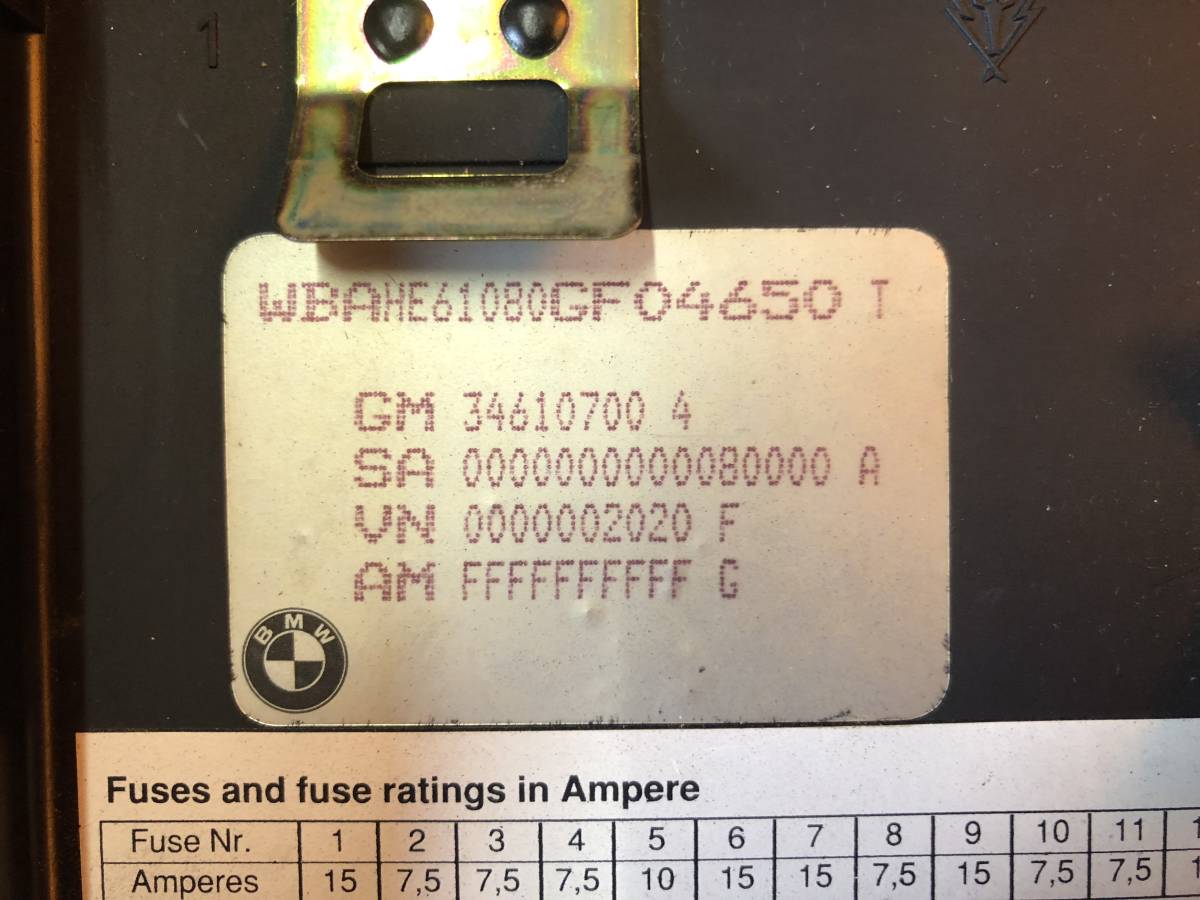 1
WBAHE61080GF04650 T
GM 34610700 4
SA 0000000000080000 A
VN 0000002020 F
AM FFFFFFFFFF G
BMW
Fuses and fuse ratings in Ampere
Fuse Nr. 1 2 3 4 5 6 7 8 9 10 11
Amperes 15 7,5 7,5 7,5 10 15 15 7,5 15 7,5 7,5